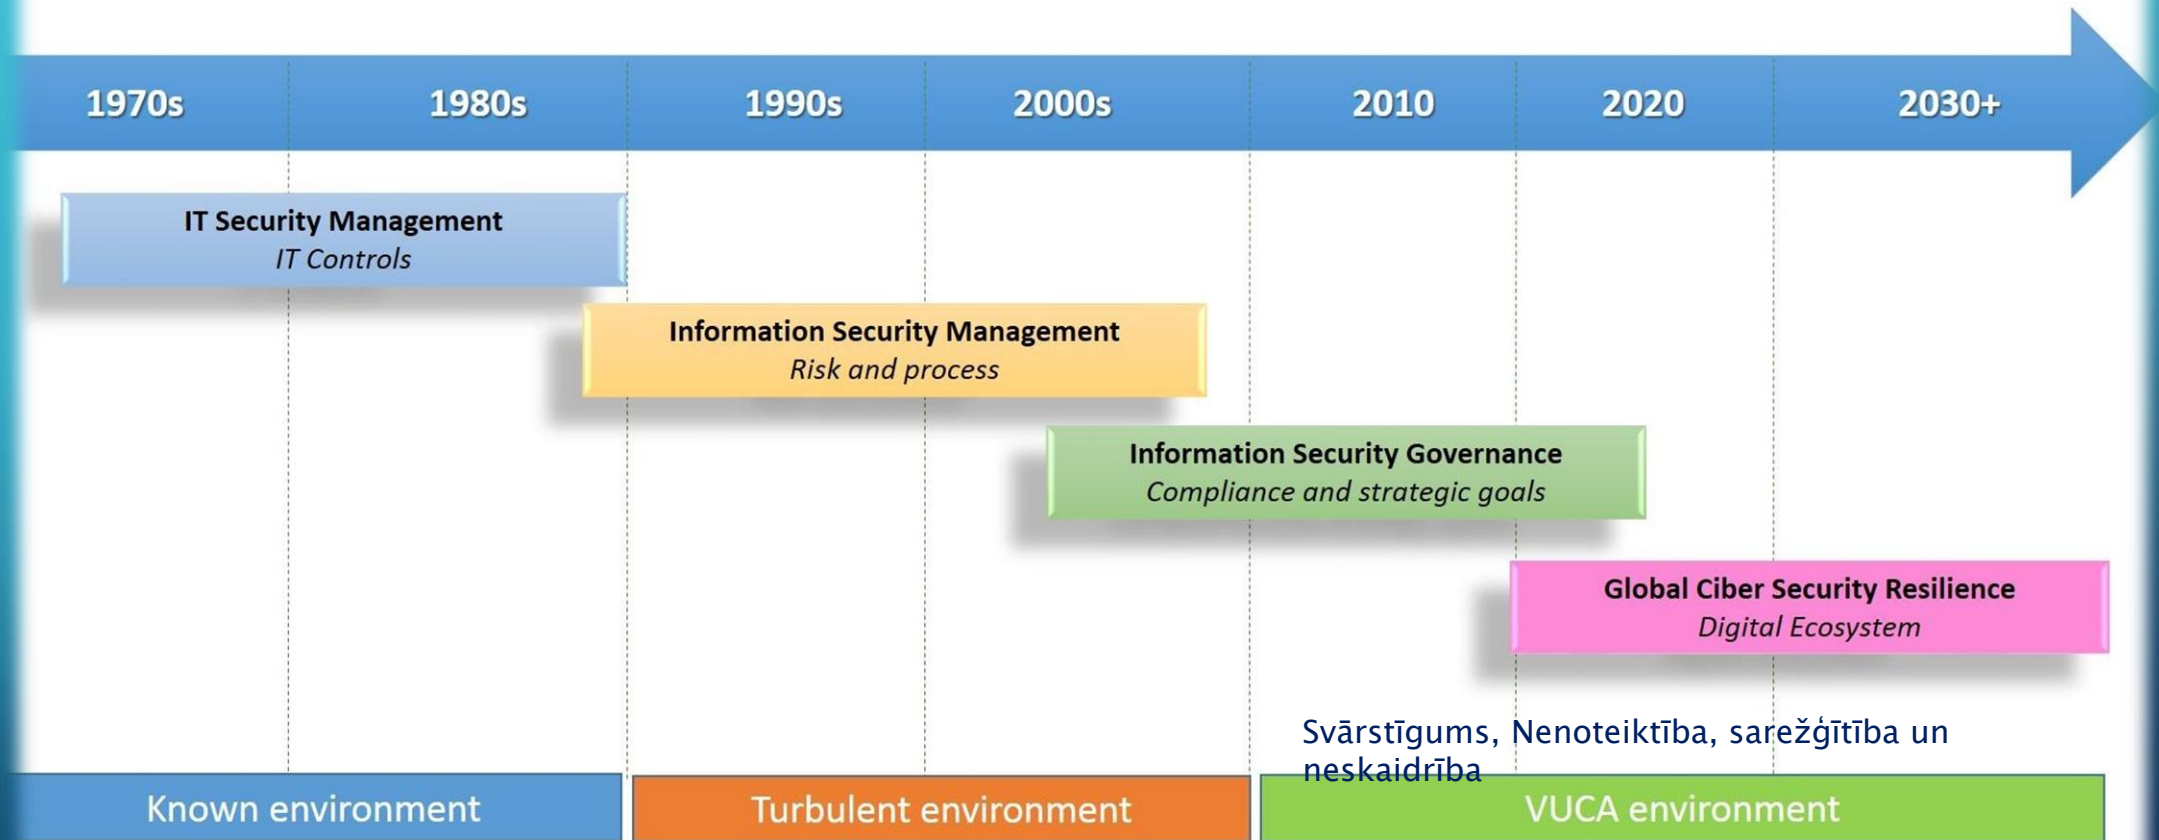 1970s 1980s 1990s 2000s 2010 2020 2030+
IT Security Management
IT Controls
Information Security Management
Risk and process
Information Security Governance
Compliance and strategic goals
Global Ciber Security Resilience
Digital Ecosystem
Svārstīgums, Nenoteiktība, sarežģītība un
neskaidrība
Known environment Turbulent environment VUCA environment